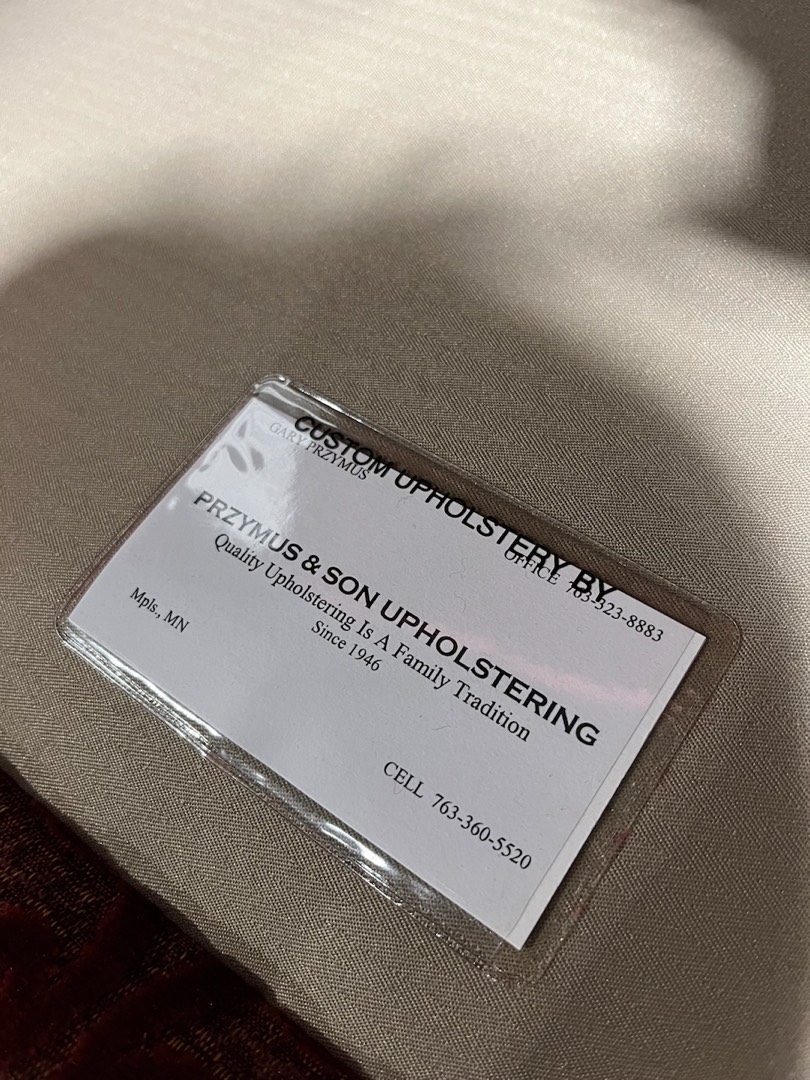 CUSTOM UPHOLSTERY BY
GARY PRZYMUS
OFFICE 763-323-8883
PRZYMUS & SON UPHOLSTERING
Quality Upholstering Is A Family Tradition
Since 1946
Mpls., MN
CELL 763-360-5520